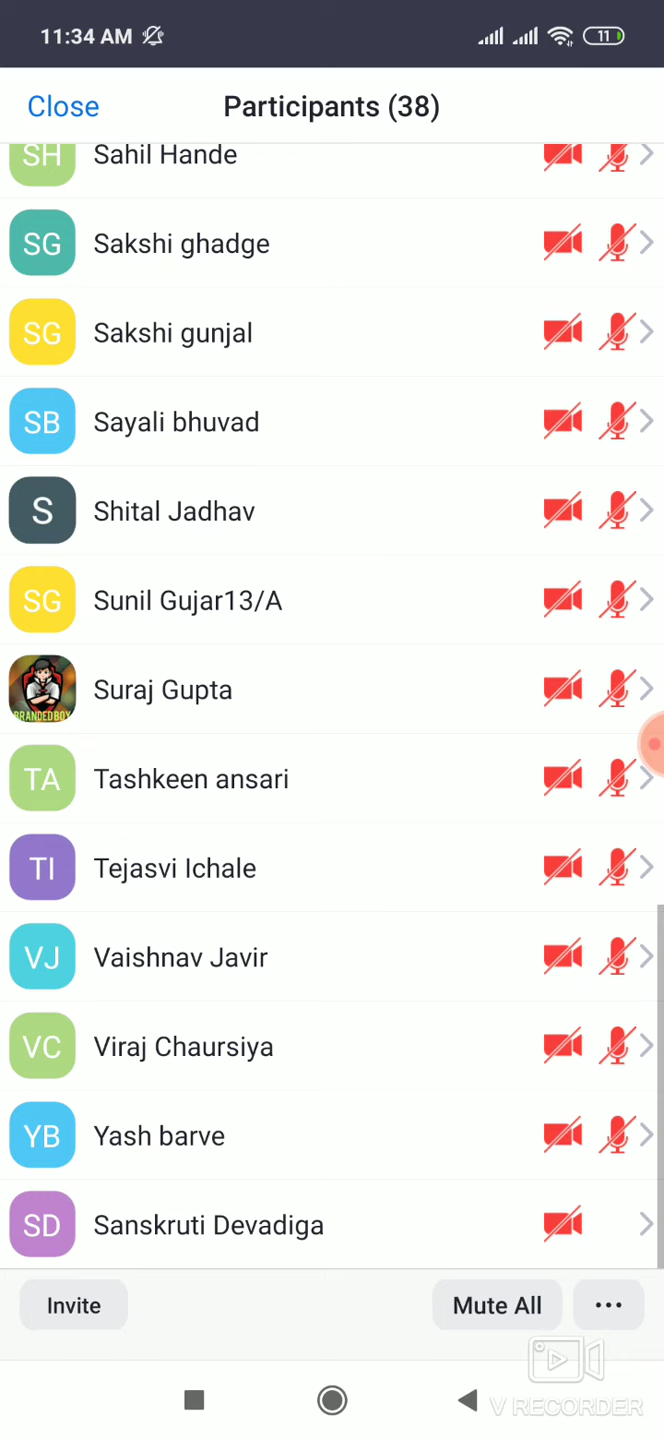 11:34 AM 11
Close Participants (38)
SH Sahil Hande
SG Sakshi ghadge
SG Sakshi gunjal
SB Sayali bhuvad
S Shital Jadhav
SG Sunil Gujar13/A
BRANDEDBOY Suraj Gupta
TA Tashkeen ansari
TI Tejasvi Ichale
VJ Vaishnav Javir
VC Viraj Chaursiya
YB Yash barve
SD Sanskruti Devadiga
Invite Mute All ...
V RECORDER